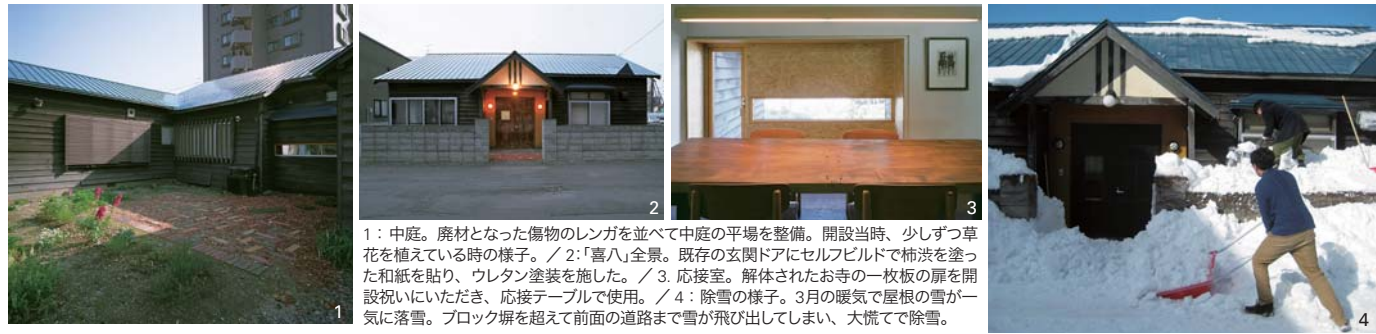 1
2
3
4
1：中庭。廃材となった傷物のレンガを並べて中庭の平場を整備。開設当時、少しずつ草
花を植えている時の様子。／2：「喜八」全景。既存の玄関ドアにセルフビルドで柿渋を塗っ
た和紙を貼り、ウレタン塗装を施した。／3. 応接室。解体されたお寺の一枚板の扉を開
設祝いにいただき、応接テーブルで使用。／4：除雪の様子。3月の暖気で屋根の雪が一
気に落雪。ブロック塀を超えて前面の道路まで雪が飛び出してしまい、大慌てで除雪。